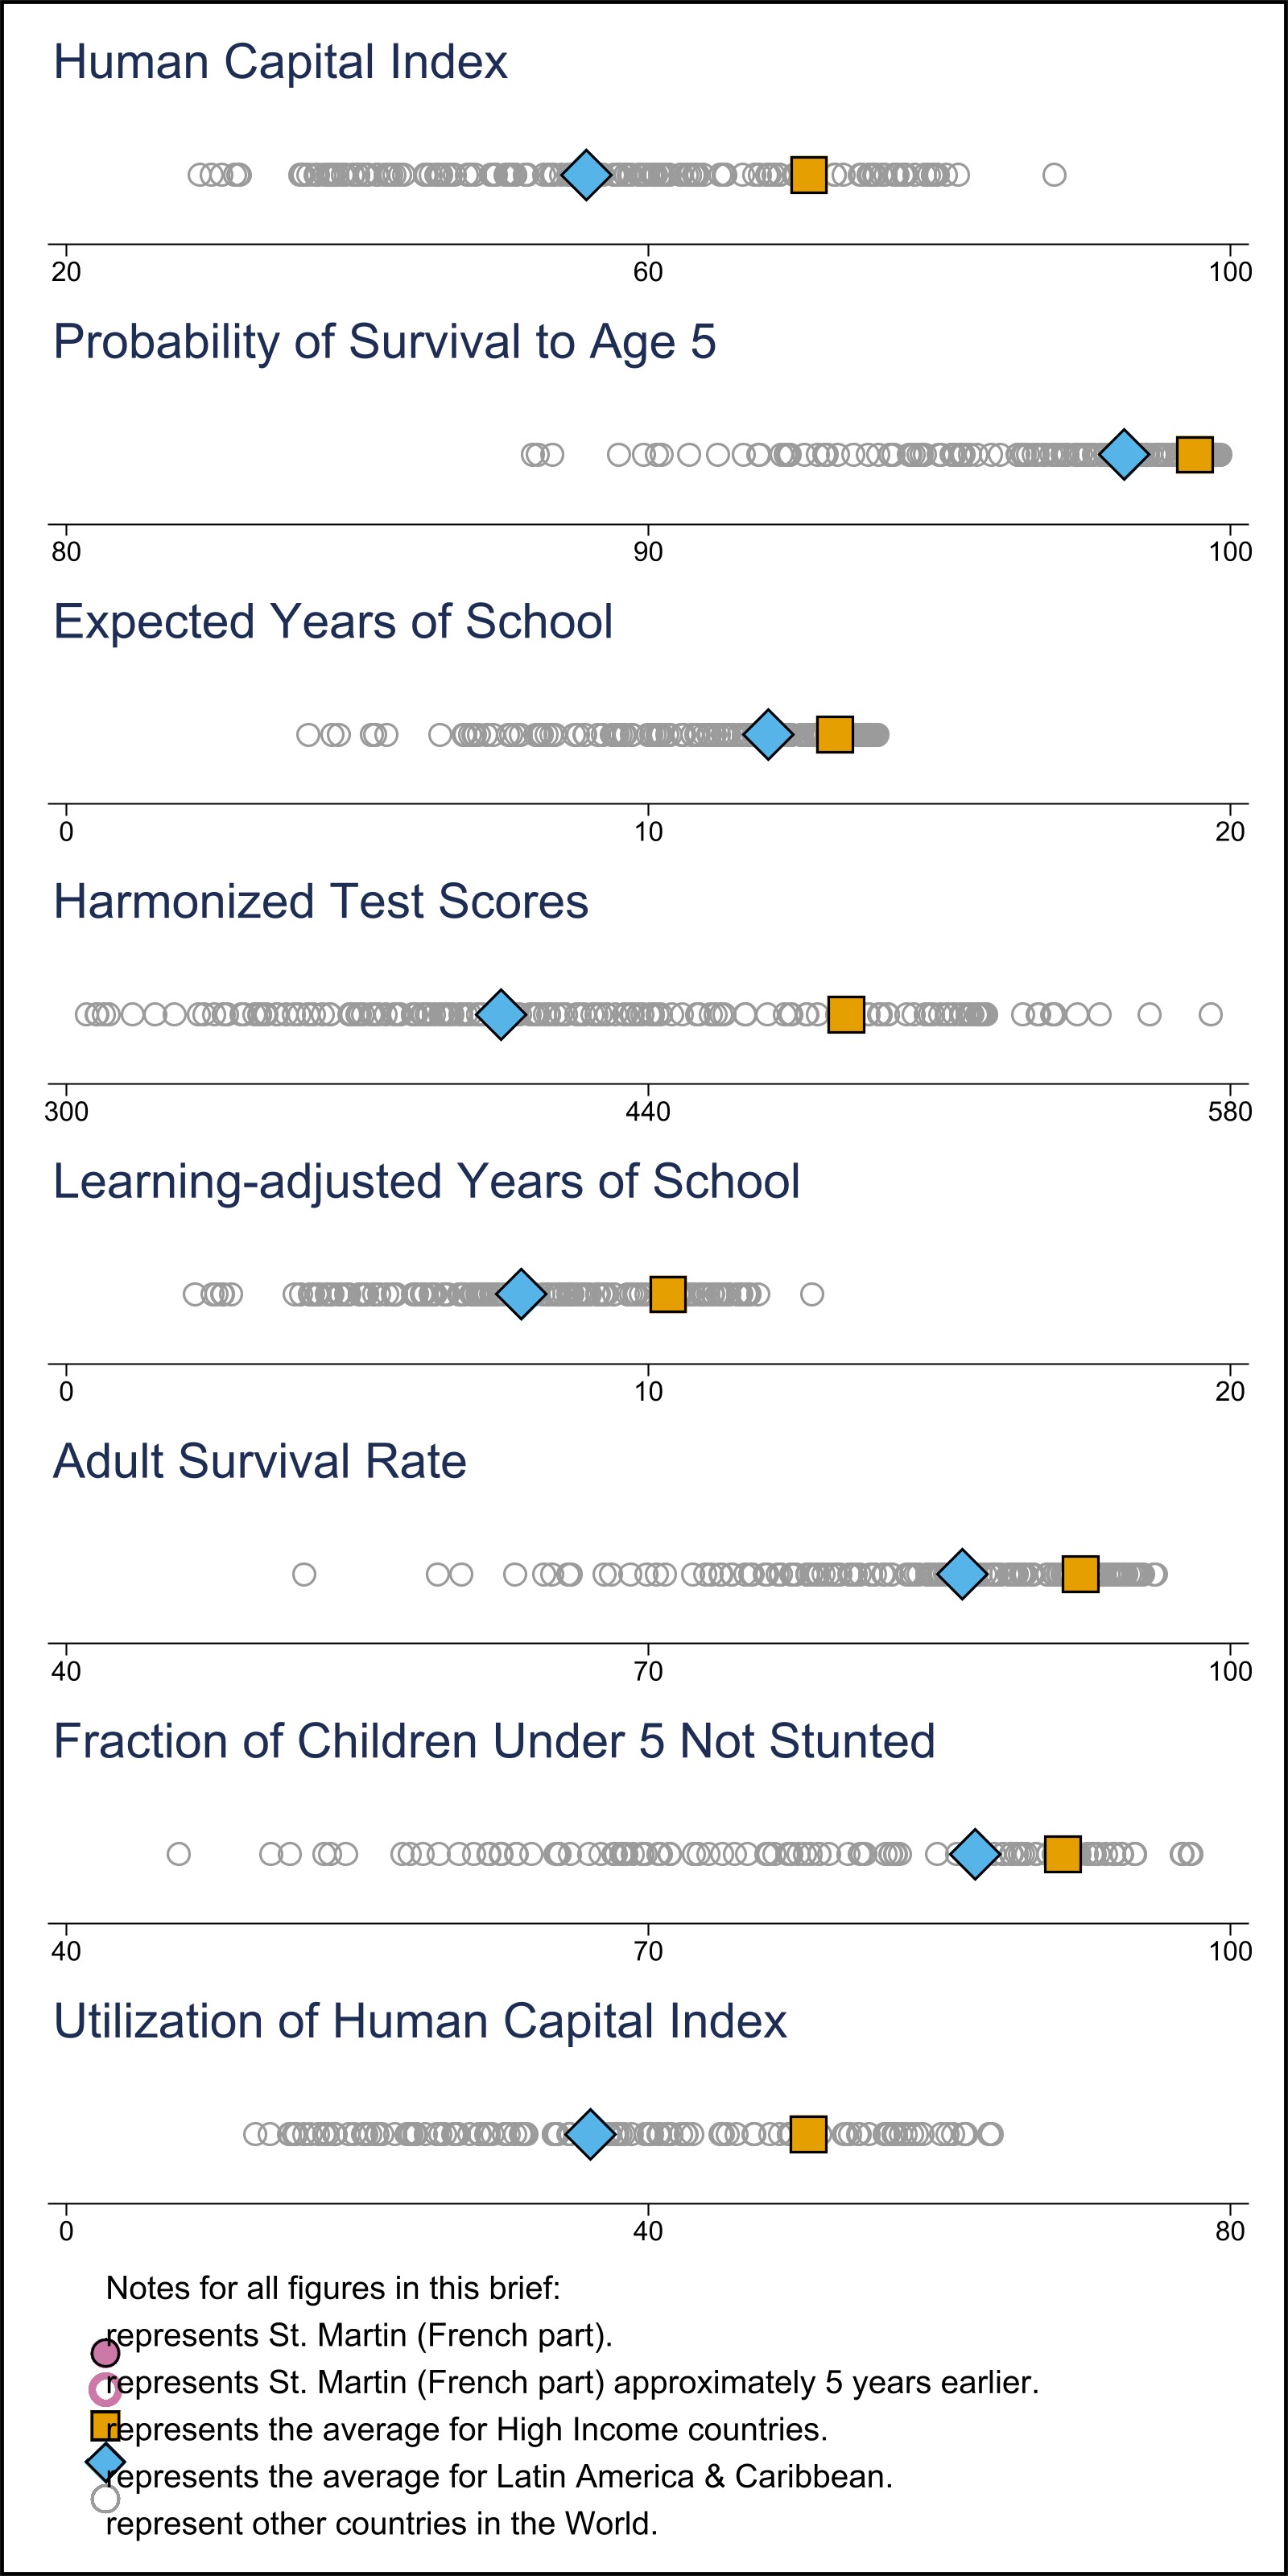 Human Capital Index
20 60 100
Probability of Survival to Age 5
80 90 100
Expected Years of School
0 10 20
Harmonized Test Scores
300 440 580
Learning-adjusted Years of School
0 10 20
Adult Survival Rate
40 70 100
Fraction of Children Under 5 Not Stunted
40 70 100
Utilization of Human Capital Index
0 40 80
Notes for all figures in this brief:
represents St. Martin (French part).
represents St. Martin (French part) approximately 5 years earlier.
represents the average for High Income countries.
represents the average for Latin America & Caribbean.
represent other countries in the World.